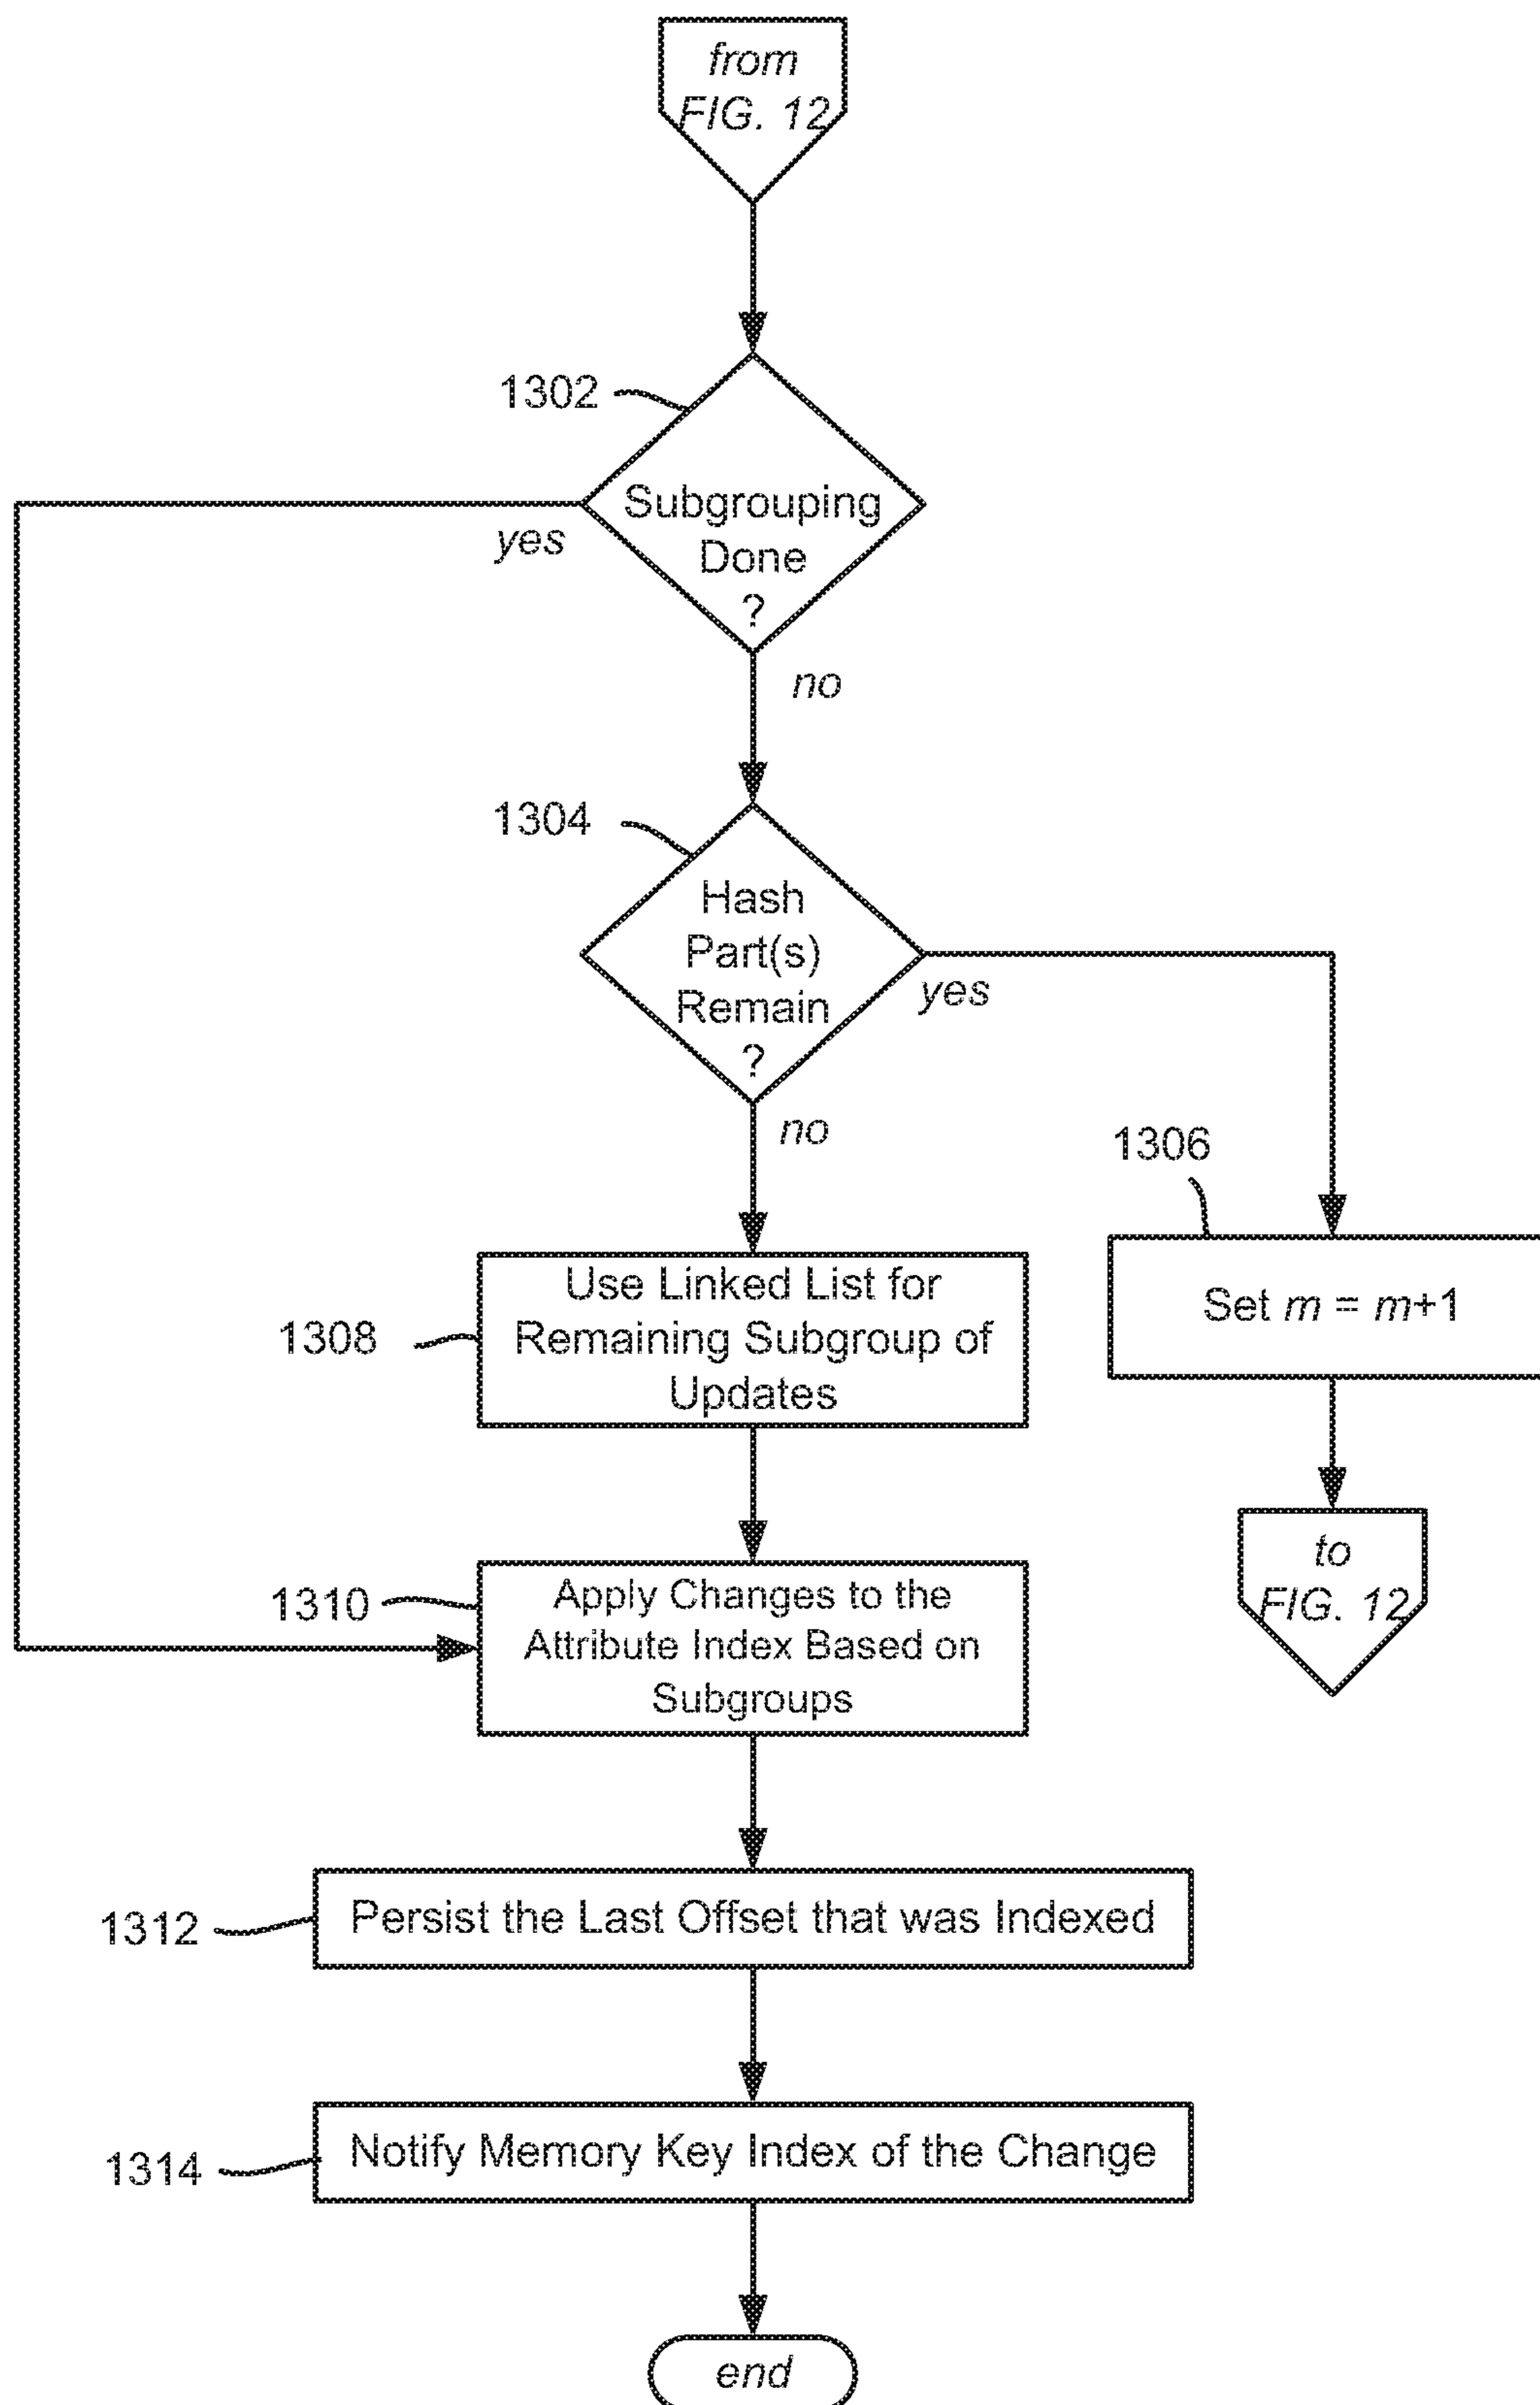 from
FIG. 12
1302
Subgrouping
Done
?
yes
no
1304
Hash
Part(s)
Remain
?
yes
no
1306
Set m = m+1
1308
Use Linked List for
Remaining Subgroup of
Updates
to
FIG. 12
1310
Apply Changes to the
Attribute Index Based on
Subgroups
1312
Persist the Last Offset that was Indexed
1314
Notify Memory Key Index of the Change
end